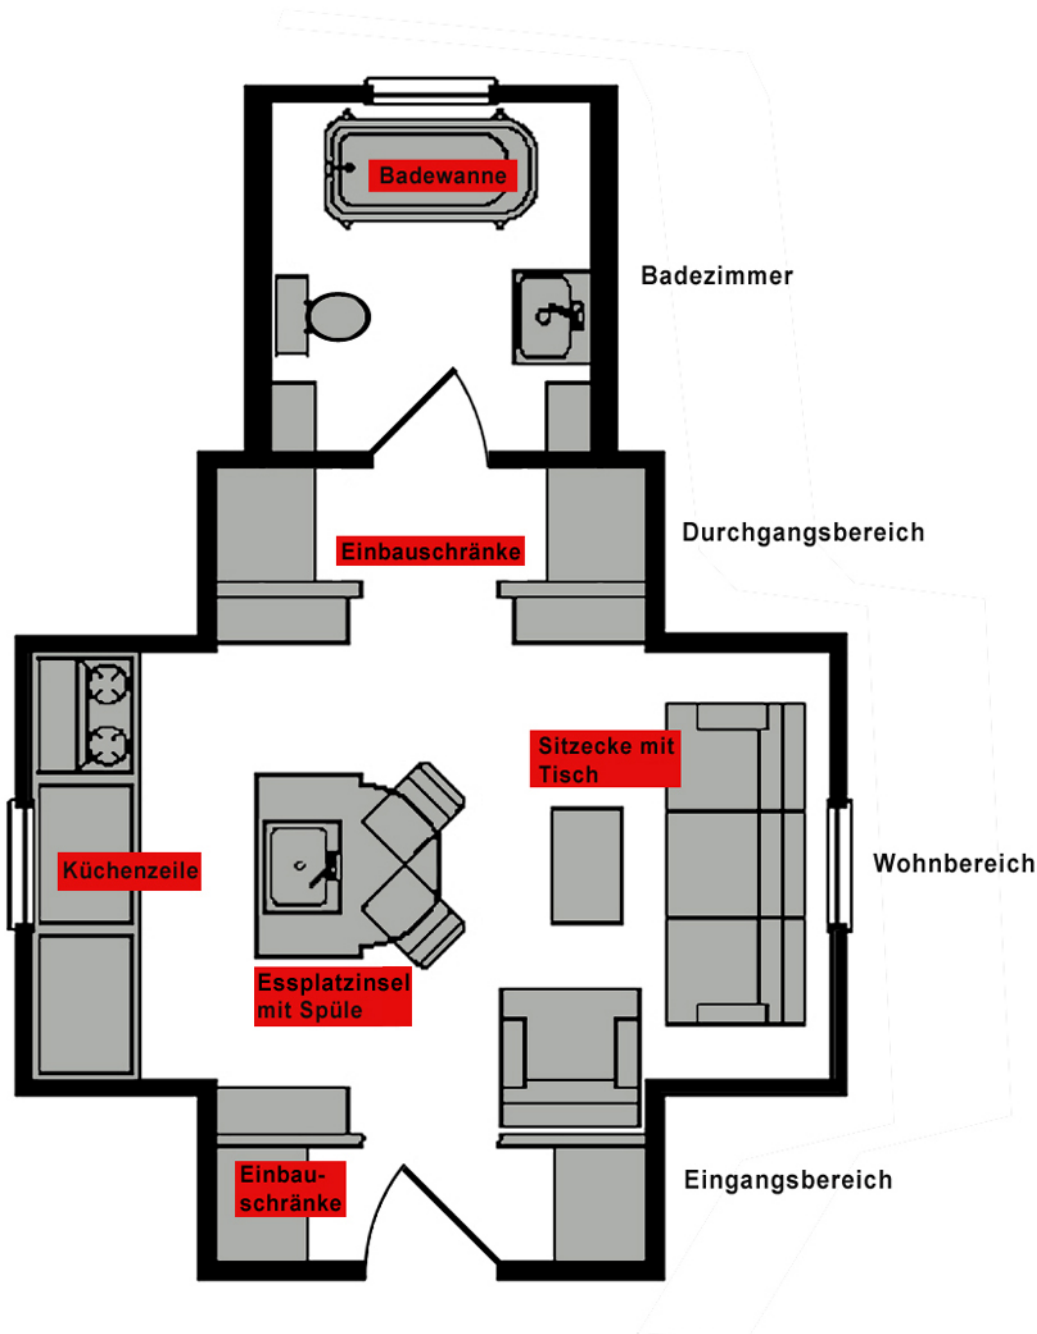 Badewanne
Badezimmer
Durchgangsbereich
Einbauschränke
Sitzecke mit
Tisch
Küchenzeile
Wohnbereich
Essplatzinsel
mit Spüle
Einbau-
schränke
Eingangsbereich